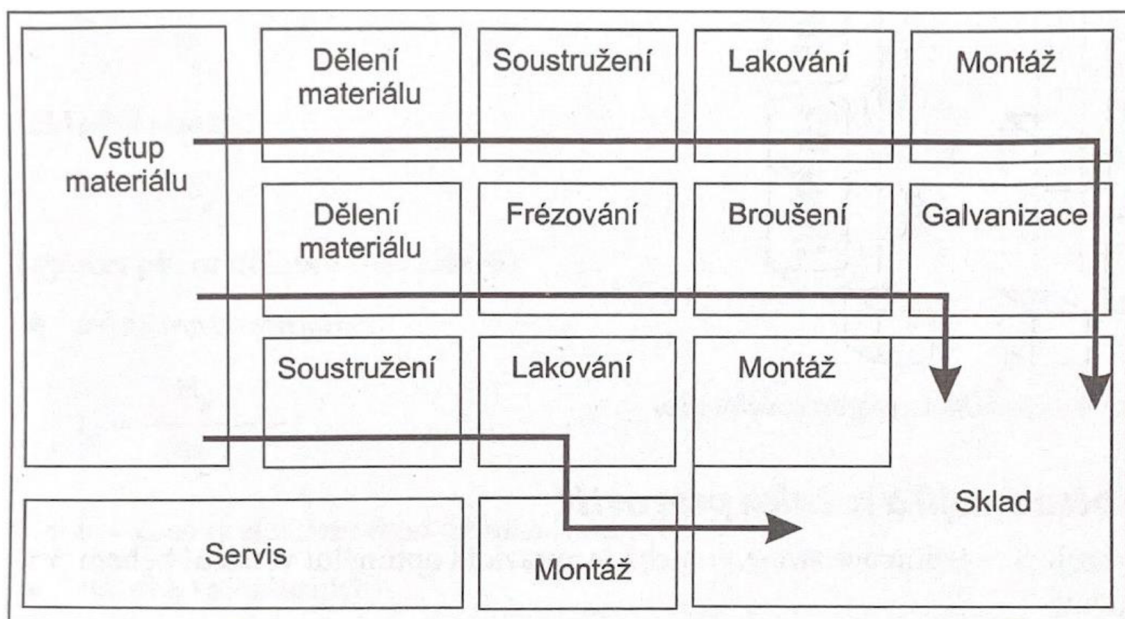 Vstup
materiálu
Dělení
materiálu
Soustružení
Lakování
Montáž
Dělení
materiálu
Frézování
Broušení
Galvanizace
Soustružení
Lakování
Montáž
Sklad
Servis
Montáž